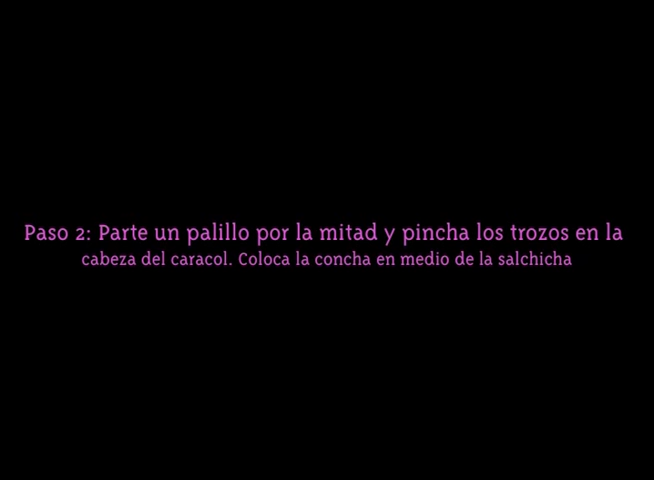 Paso 2: Parte un palillo por la mitad y pincha los trozos en la
cabeza del caracol. Coloca la concha en medio de la salchicha